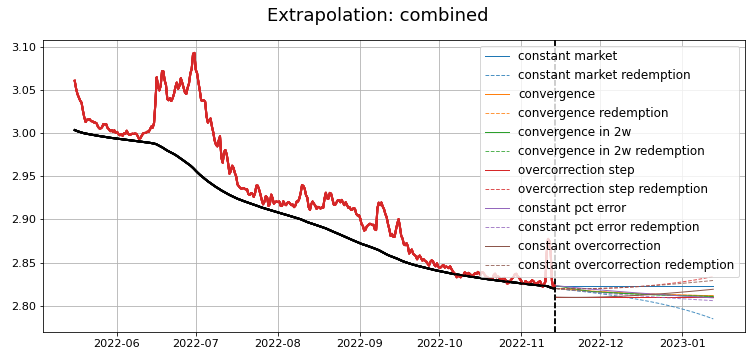 Extrapolation: combined
3.10
3.05
3.00
2.95
2.90
2.85
2.80
constant market
constant market redemption
convergence
convergence redemption
convergence in 2w
convergence in 2w redemption
overcorrection step
overcorrection step redemption
constant pct error
constant pct error redemption
constant overcorrection
constant overcorrection redemption
2022-06
2022-07
2022-08
2022-09
2022-10
2022-11
2022-12
2023-01